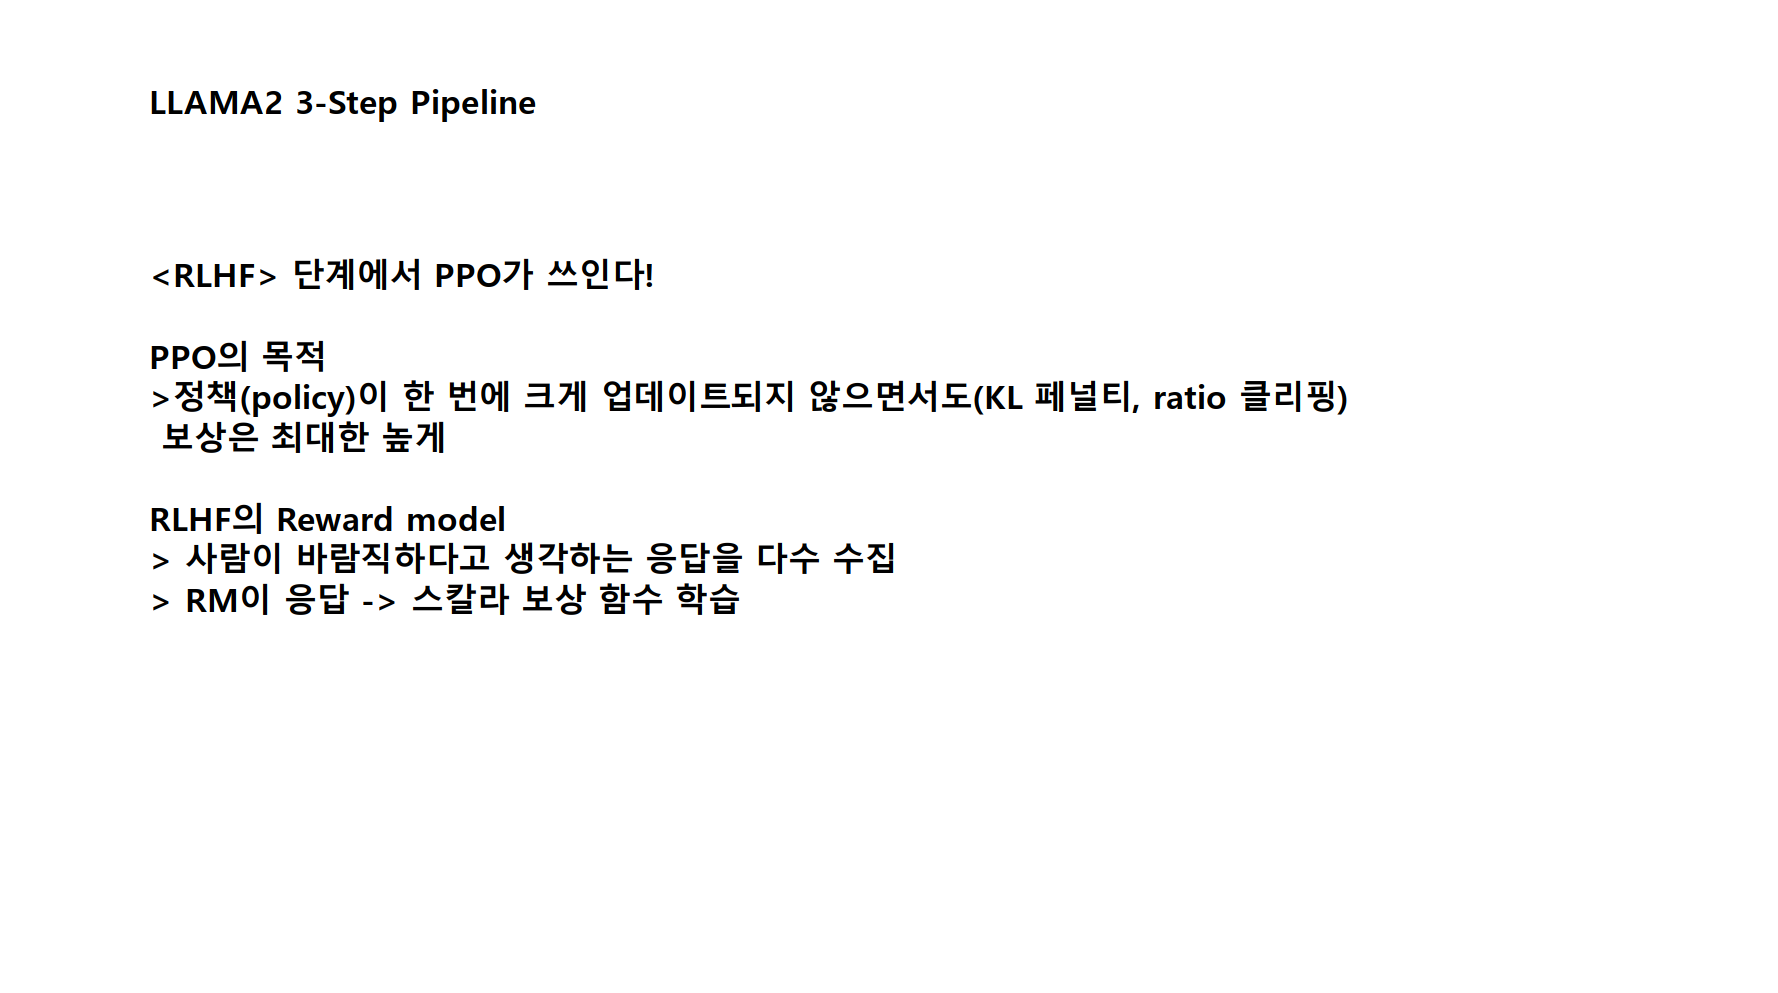 LLAMA2 3-Step Pipeline
<RLHF> 단계에서 PPO가 쓰인다!
PPO의 목적
>정책(policy)이 한 번에 크게 업데이트되지 않으면서도(KL 페널티, ratio 클리핑)
보상은 최대한 높게
RLHF의 Reward model
> 사람이 바람직하다고 생각하는 응답을 다수 수집
> RM이 응답 -> 스칼라 보상 함수 학습